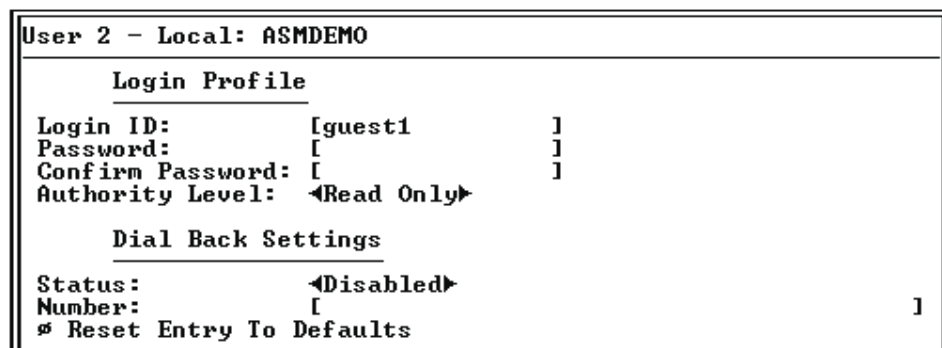 User 2 - Local: ASMDEMO
Login Profile
Login ID: [guest1 ]
Password: [ ]
Confirm Password: [ ]
Authority Level: ◄Read Only►
Dial Back Settings
Status: ◄Disabled►
Number: [ ]
ø Reset Entry To Defaults